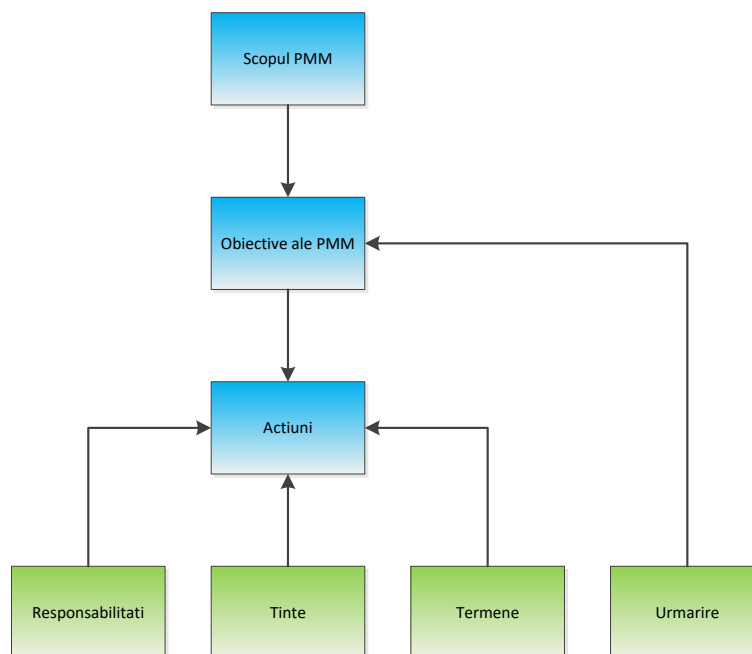 Scopul PMM
Obiective ale PMM
Actiuni
Responsabilitati
Tinte
Termene
Urmarire